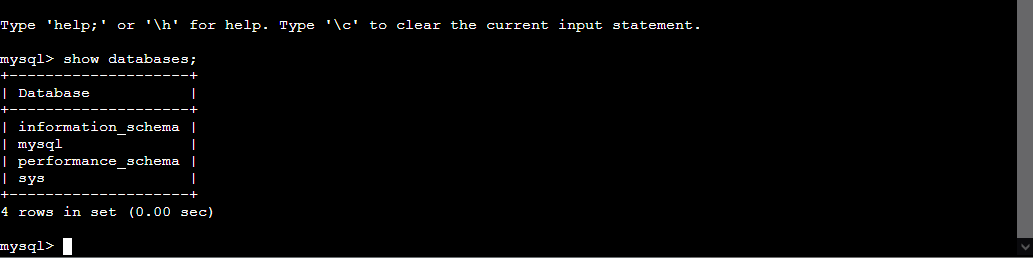 Type 'help;' or '\h' for help. Type '\c' to clear the current input statement.
mysql> show databases;
+--------------------+
| Database           |
+--------------------+
| information_schema |
| mysql              |
| performance_schema |
| sys                |
+--------------------+
4 rows in set (0.00 sec)
mysql>